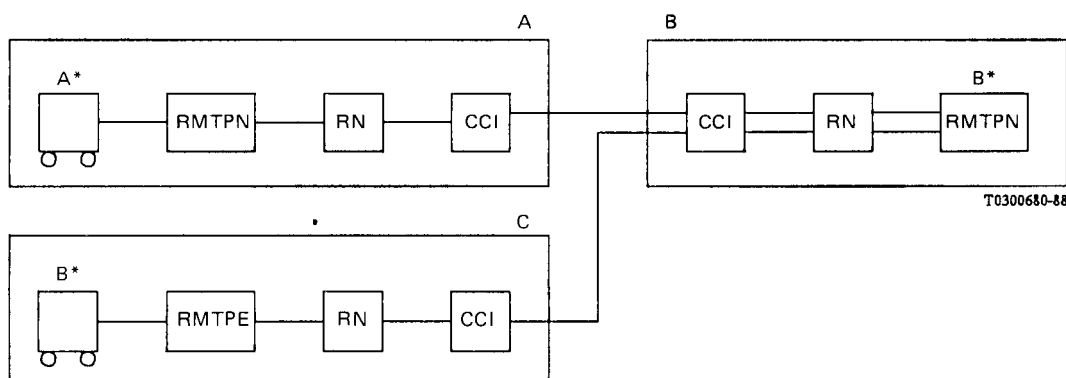 A
B
A*
RMTPN
RN
CCI
CCI
RN
B*
RMTPN
T0300680-88
C
B*
RMTPE
RN
CCI